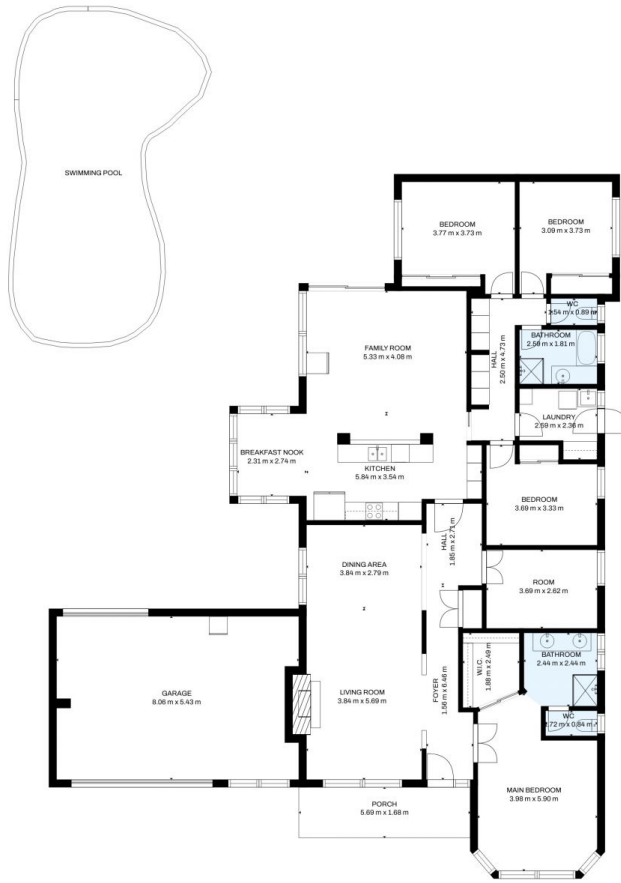 SWIMMING POOL
BEDROOM
3.77 m x 3.73 m
BEDROOM
3.09 m x 3.73 m
WC
1.54 m x 0.89 m
BATHROOM
2.59 m x 1.81 m
HALL
2.50 m x 4.73 m
FAMILY ROOM
5.33 m x 4.08 m
LAUNDRY
2.59 m x 2.36 m
BREAKFAST NOOK
2.31 m x 2.74 m
KITCHEN
5.84 m x 3.54 m
BEDROOM
3.69 m x 3.33 m
HALL
1.85 m x 2.71 m
DINING AREA
3.84 m x 2.79 m
ROOM
3.69 m x 2.62 m
BATHROOM
2.44 m x 2.44 m
W.I.C.
1.88 m x 2.49 m
GARAGE
8.06 m x 5.43 m
LIVING ROOM
3.84 m x 5.69 m
FOYER
1.56 m x 6.46 m
WC
1.72 m x 0.84 m
MAIN BEDROOM
3.98 m x 5.90 m
PORCH
5.69 m x 1.68 m